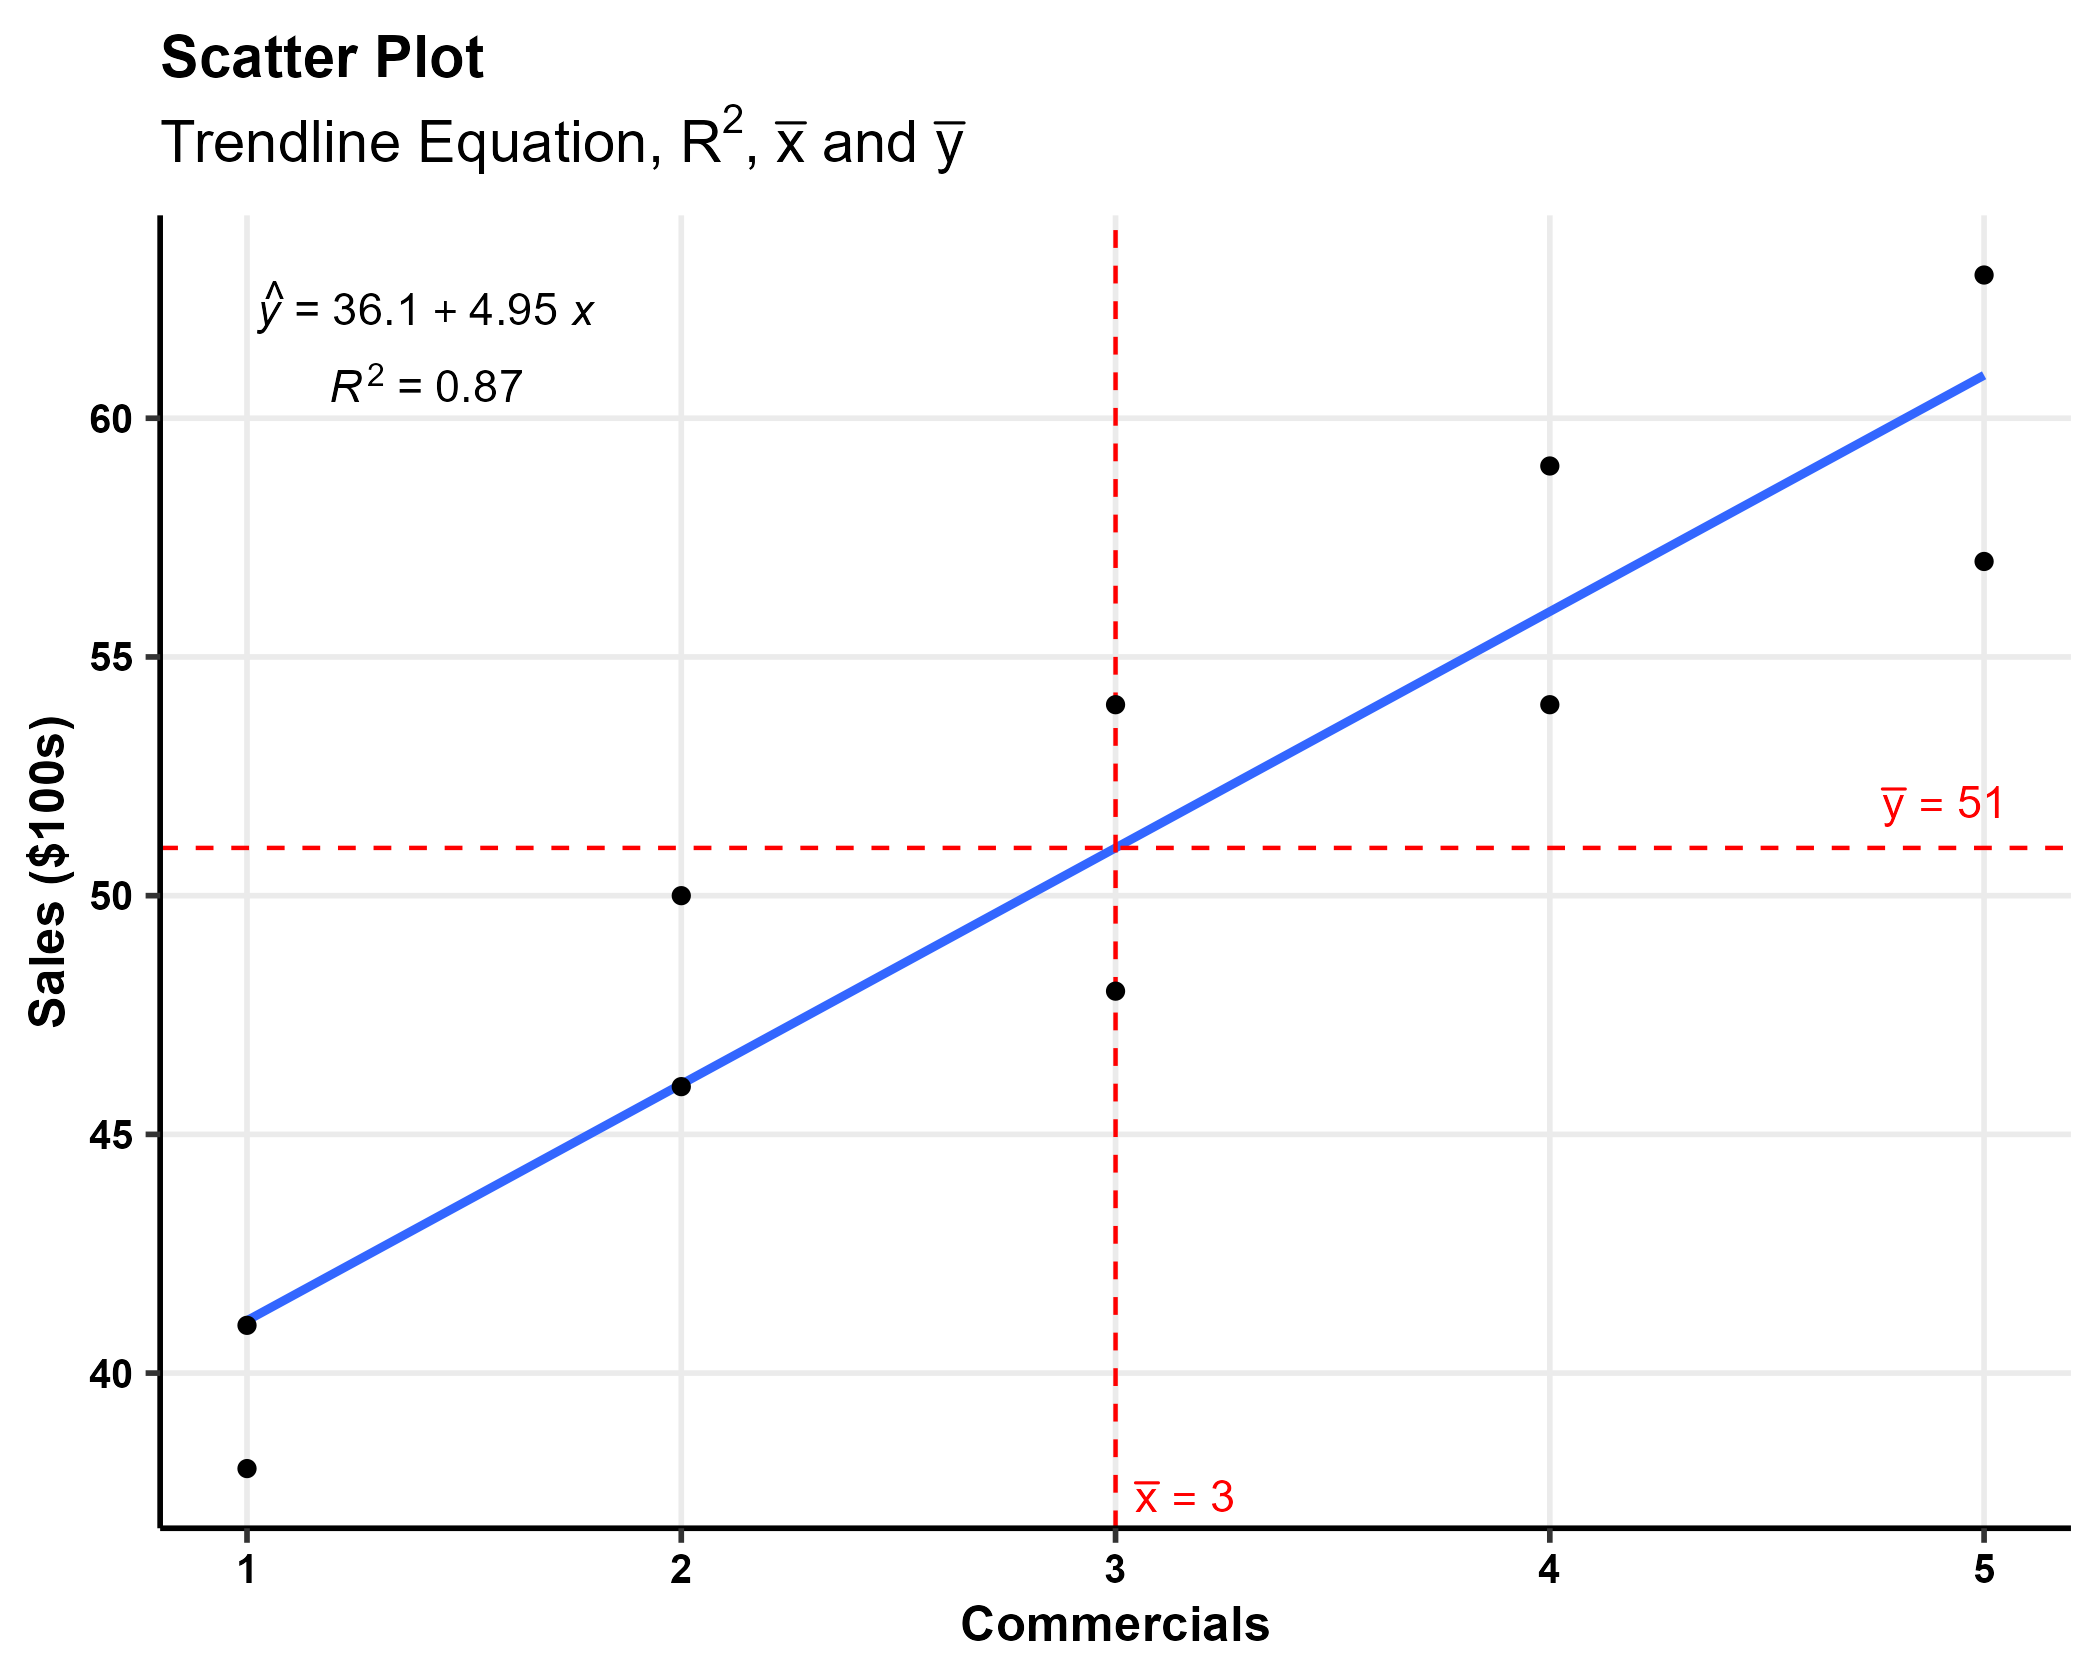 Scatter Plot
Trendline Equation, R², x̅ and y̅
ŷ = 36.1 + 4.95 x
R² = 0.87
60
55
50
45
40
Sales ($100s)
y̅ = 51
x̅ = 3
1 2 3 4 5
Commercials